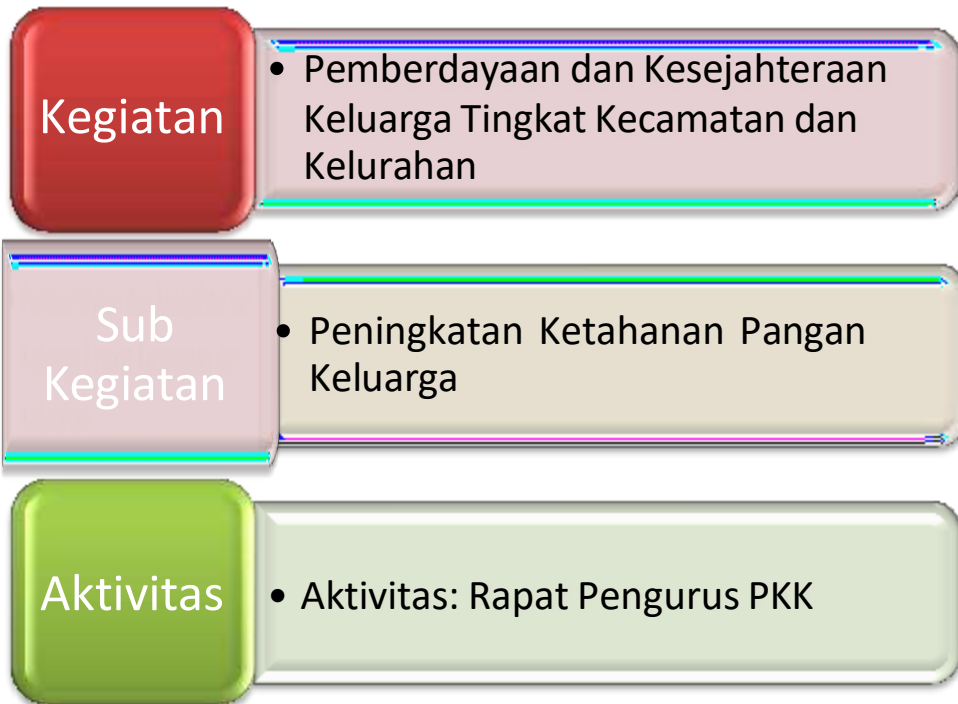 Kegiatan
• Pemberdayaan dan Kesejahteraan
Keluarga Tingkat Kecamatan dan
Kelurahan
Sub
Kegiatan
• Peningkatan Ketahanan Pangan
Keluarga
Aktivitas
• Aktivitas: Rapat Pengurus PKK